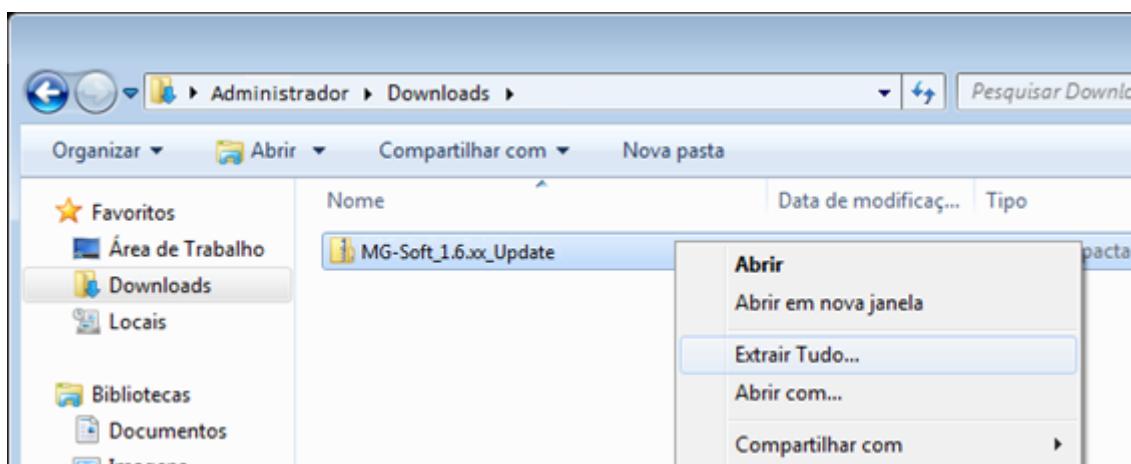 Administrador Downloads
Pesquisar Downlo
Organizar Abrir Compartilhar com Nova pasta
Favoritos
Área de Trabalho
Downloads
Locais
Bibliotecas
Documentos
Imagens
Nome Data de modificaç... Tipo
MG-Soft_1.6.xx_Update pacta
Abrir
Abrir em nova janela
Extrair Tudo...
Abrir com...
Compartilhar com